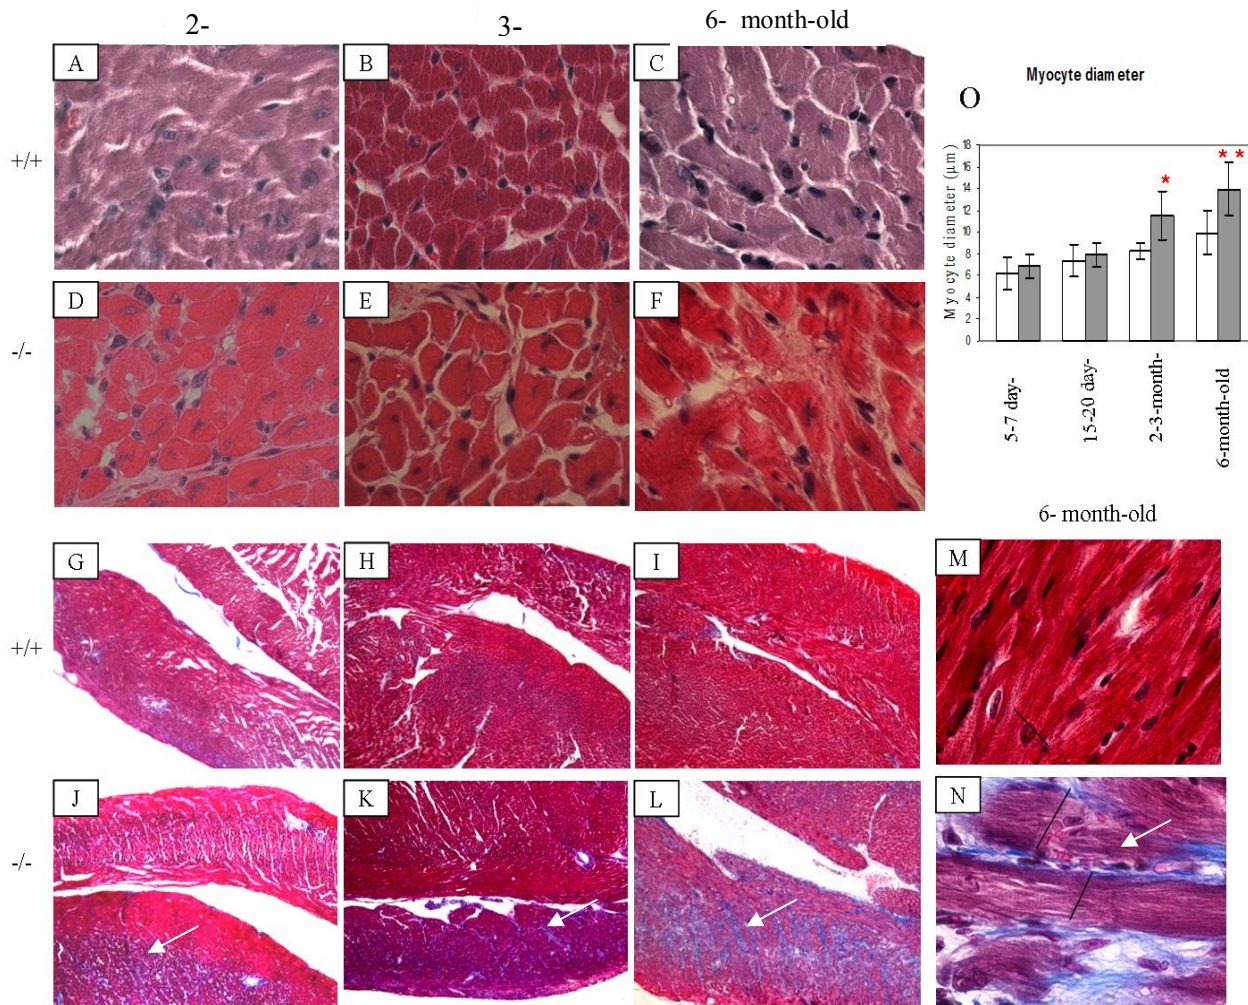 2-
3-
6- month-old
A
B
C
+/+
D
E
F
-/-
O
Myocyte diameter
Myocyte diameter (µm)
18
16
14
12
10
8
6
4
2
0
*
* *
5-7 day-
15-20 day-
2-3-month-
6-month-old
G
H
I
+/+
J
K
L
-/-
6- month-old
M
N